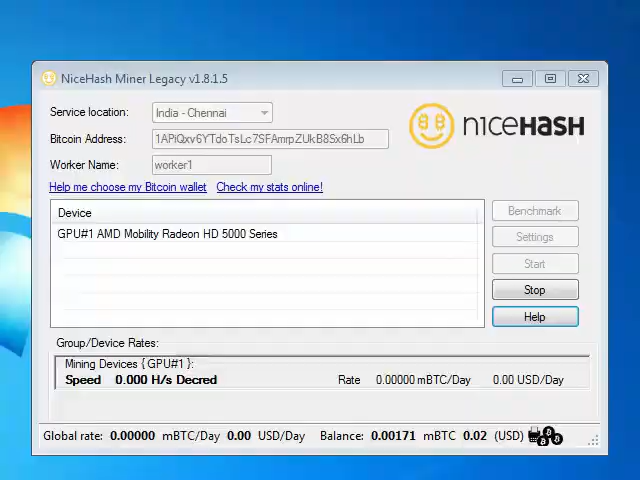 NiceHash Miner Legacy v1.8.1.5
Service location: India - Chennai
Bitcoin Address: 1APiQxv6YTdoTsLc7SFAmrpZUkB8Sx6hLb
Worker Name: worker1
nicEHASH
Help me choose my Bitcoin wallet Check my stats online!
Device
GPU#1 AMD Mobility Radeon HD 5000 Series
Benchmark
Settings
Start
Stop
Help
Group/Device Rates:
Mining Devices { GPU#1 }:
Speed 0.000 H/s Decred Rate 0.00000 mBTC/Day 0.00 USD/Day
Global rate: 0.00000 mBTC/Day 0.00 USD/Day Balance: 0.00171 mBTC 0.02 (USD)